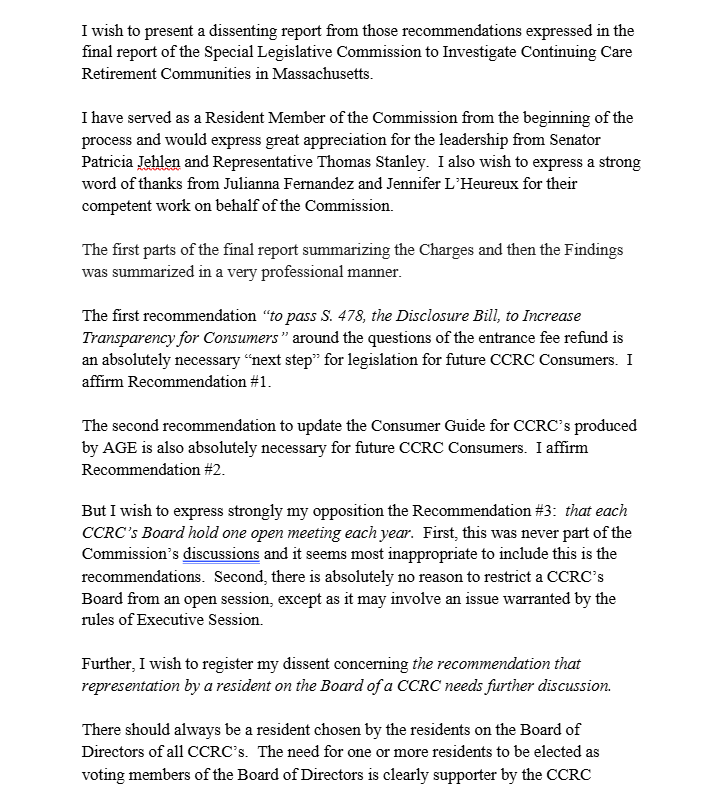 I wish to present a dissenting report from those recommendations expressed in the
final report of the Special Legislative Commission to Investigate Continuing Care
Retirement Communities in Massachusetts.
I have served as a Resident Member of the Commission from the beginning of the
process and would express great appreciation for the leadership from Senator
Patricia Jehlen and Representative Thomas Stanley.  I also wish to express a strong
word of thanks from Julianna Fernandez and Jennifer L’Heureux for their
competent work on behalf of the Commission.
The first parts of the final report summarizing the Charges and then the Findings
was summarized in a very professional manner.
The first recommendation “to pass S. 478, the Disclosure Bill, to Increase
Transparency for Consumers” around the questions of the entrance fee refund is
an absolutely necessary “next step” for legislation for future CCRC Consumers.  I
affirm Recommendation #1.
The second recommendation to update the Consumer Guide for CCRC’s produced
by AGE is also absolutely necessary for future CCRC Consumers.  I affirm
Recommendation #2.
But I wish to express strongly my opposition the Recommendation #3:  that each
CCRC’s Board hold one open meeting each year.  First, this was never part of the
Commission’s discussions and it seems most inappropriate to include this is the
recommendations.  Second, there is absolutely no reason to restrict a CCRC’s
Board from an open session, except as it may involve an issue warranted by the
rules of Executive Session.
Further, I wish to register my dissent concerning the recommendation that
representation by a resident on the Board of a CCRC needs further discussion.
There should always be a resident chosen by the residents on the Board of
Directors of all CCRC’s.  The need for one or more residents to be elected as
voting members of the Board of Directors is clearly supporter by the CCRC